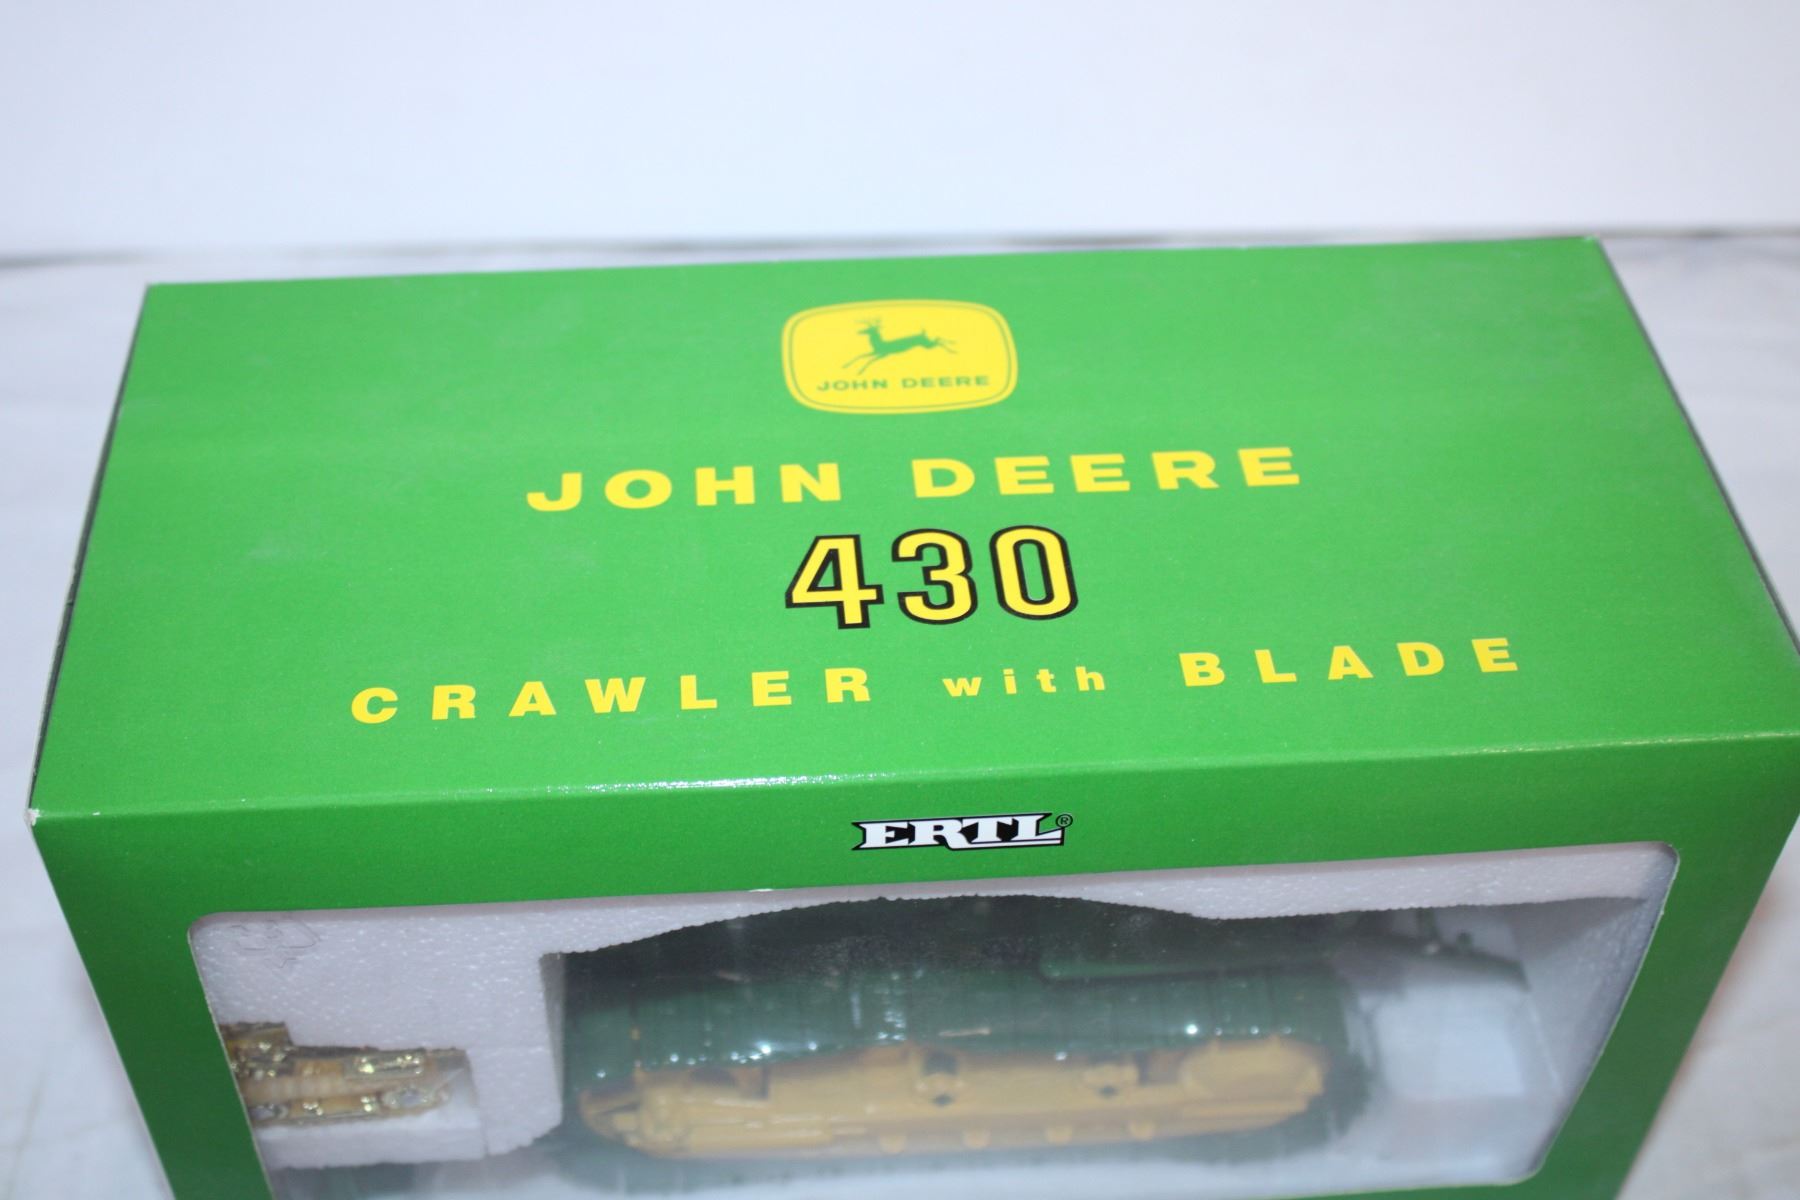 JOHN DEERE
JOHN DEERE
430
CRAWLER with BLADE
ERTL®